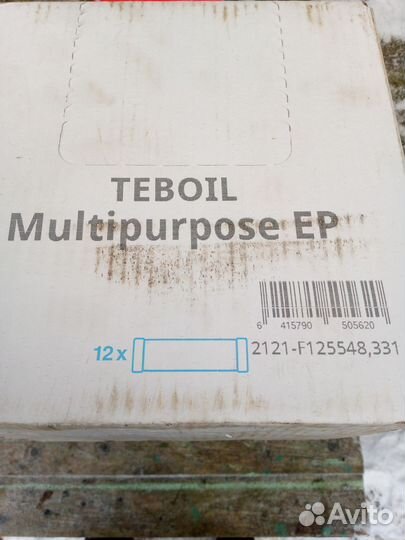 TEBOIL
Multipurpose EP
6 415790 505620
12 x
2121-F125548,331
Avito